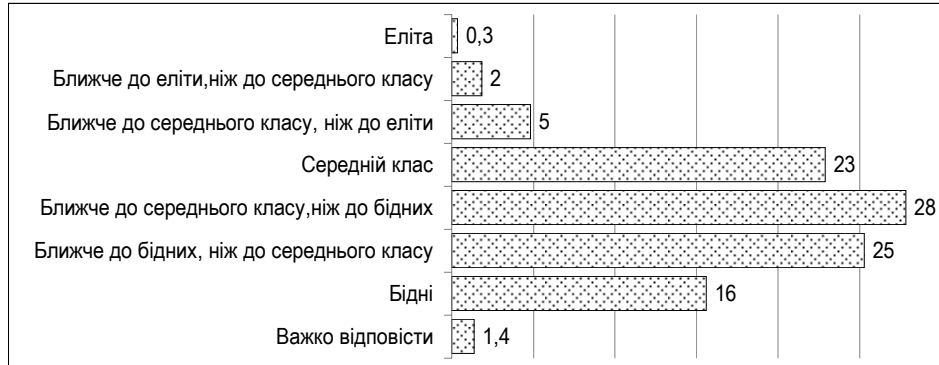 Еліта 0,3
Ближче до еліти,ніж до середнього класу 2
Ближче до середнього класу, ніж до еліти 5
Середній клас 23
Ближче до середнього класу,ніж до бідних 28
Ближче до бідних, ніж до середнього класу 25
Бідні 16
Важко відповісти 1,4